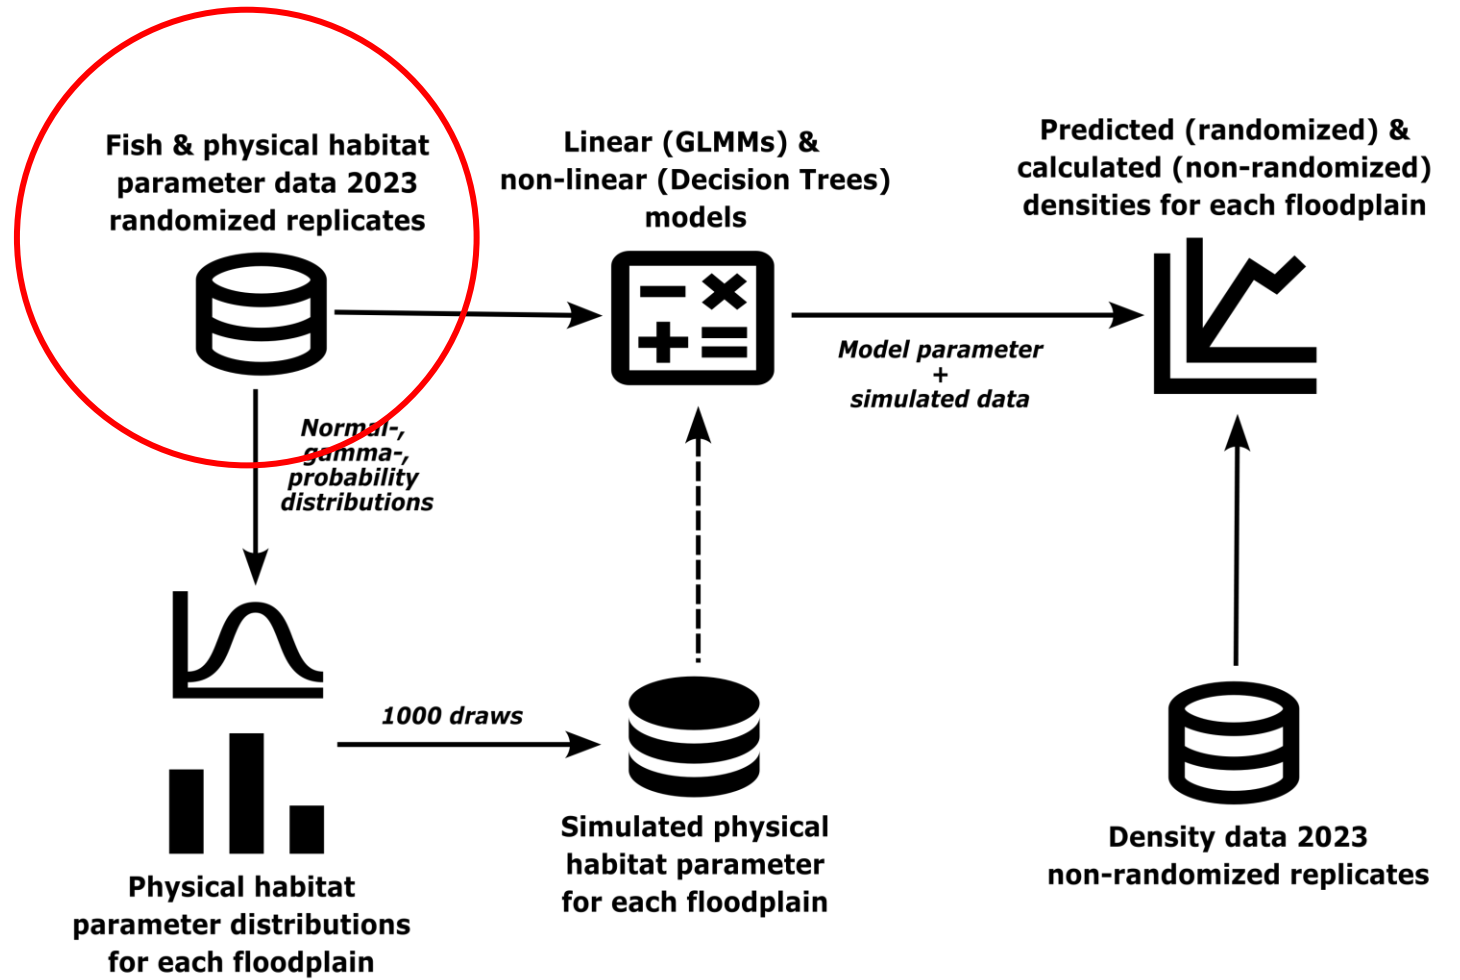 Fish & physical habitat
parameter data 2023
randomized replicates
Linear (GLMMs) &
non-linear (Decision Trees)
models
Predicted (randomized) &
calculated (non-randomized)
densities for each floodplain
Model parameter
+
simulated data
Normal-,
gamma-,
probability
distributions
1000 draws
Physical habitat
parameter distributions
for each floodplain
Simulated physical
habitat parameter
for each floodplain
Density data 2023
non-randomized replicates